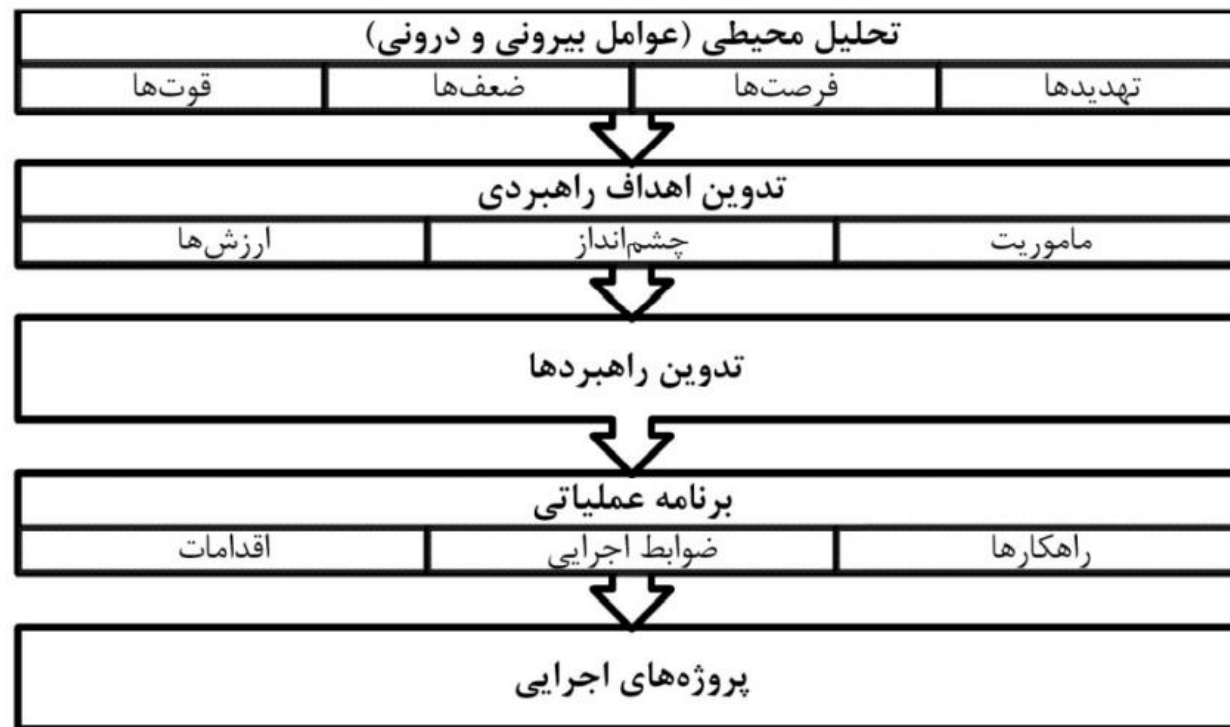 تحلیل محیطی (عوامل بیرونی و درونی)
تهدیدها فرصت‌ها ضعف‌ها قوت‌ها
تدوین اهداف راهبردی
ماموریت چشم‌انداز ارزش‌ها
تدوین راهبردها
برنامه عملیاتی
راهکارها ضوابط اجرایی اقدامات
پروژه‌های اجرایی